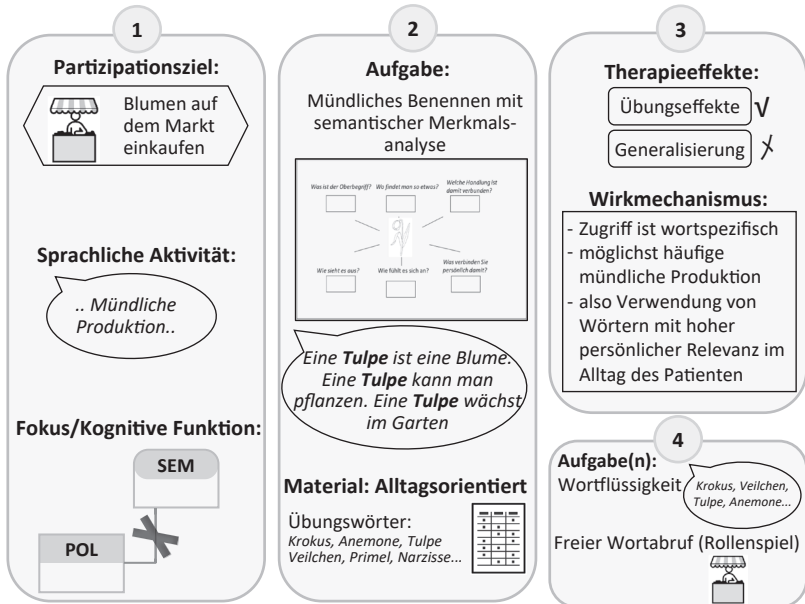 1
Partizipationsziel:
Blumen auf
dem Markt
einkaufen
Sprachliche Aktivität:
.. Mündliche
Produktion..
Fokus/Kognitive Funktion:
SEM
POL
2
Aufgabe:
Mündliches Benennen mit
semantischer Merkmals-
analyse
Was ist der Oberbegriff?
Wo findet man so etwas?
Welche Handlung ist
damit verbunden?
Wie sieht es aus?
Wie fühlt es sich an?
Was verbinden Sie
persönlich damit?
Eine Tulpe ist eine Blume.
Eine Tulpe kann man
pflanzen. Eine Tulpe wächst
im Garten
Material: Alltagsorientiert
Übungswörter:
Krokus, Anemone, Tulpe
Veilchen, Primel, Narzisse...
3
Therapieeffekte:
Übungseffekte √
Generalisierung
Wirkmechanismus:
- Zugriff ist wortspezifisch
- möglichst häufige
mündliche Produktion
- also Verwendung von
Wörtern mit hoher
persönlicher Relevanz im
Alltag des Patienten
4
Aufgabe(n):
Wortflüssigkeit
Krokus, Veilchen,
Tulpe, Anemone...
Freier Wortabruf (Rollenspiel)